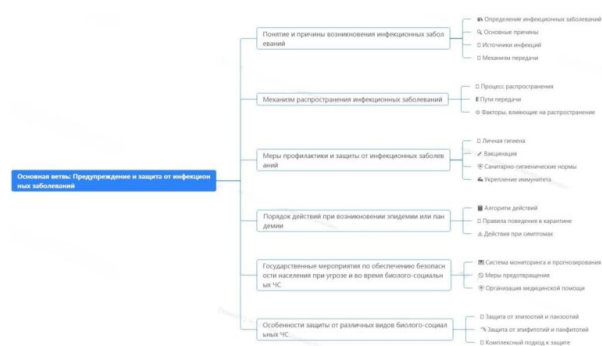 Основная ветвь: Предупреждение и защита от инфекцион
ных заболеваний
Понятие и причины возникновения инфекционных забол
еваний
Определение инфекционных заболеваний
Основные причины
Источники инфекций
Механизм передачи
Механизм распространения инфекционных заболеваний
Процесс распространения
Пути передачи
Факторы, влияющие на распространение
Меры профилактики и защиты от инфекционных заболев
аний
Личная гигиена
Вакцинация
Санитарно-гигиенические нормы
Укрепление иммунитета
Порядок действий при возникновении эпидемии или пан
демии
Алгоритм действий
Правила поведения в карантине
Действия при симптомах
Государственные мероприятия по обеспечению безопасн
ости населения при угрозе и во время биолого-социальн
ых ЧС
Система мониторинга и прогнозирования
Меры предотвращения
Организация медицинской помощи
Особенности защиты от различных видов биолого-социал
ьных ЧС
Защита от эпизоотий и панзоотий
Защита от эпифитотий и панфитотий
Комплексный подход к защите